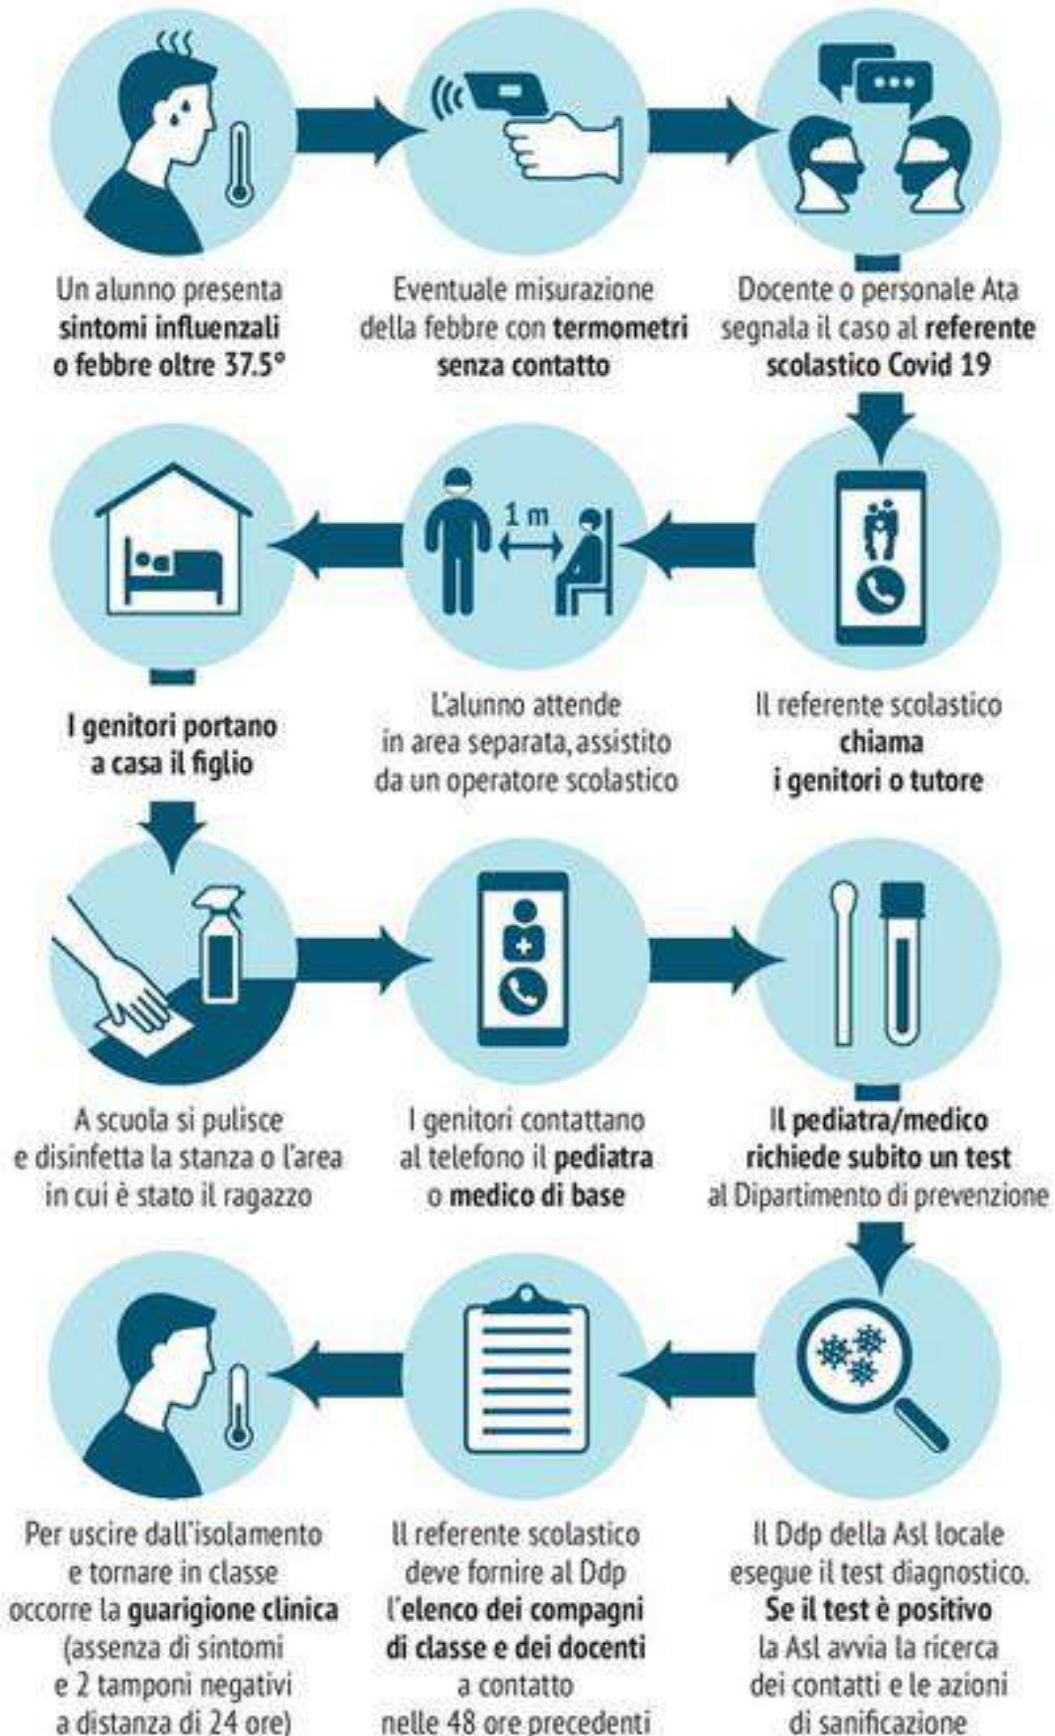 Un alunno presenta
sintomi influenzali
o febbre oltre 37.5°
Eventuale misurazione
della febbre con termometri
senza contatto
Docente o personale Ata
segnala il caso al referente
scolastico Covid 19
1 m
Il referente scolastico
chiama
i genitori o tutore
L'alunno attende
in area separata, assistito
da un operatore scolastico
I genitori portano
a casa il figlio
A scuola si pulisce
e disinfetta la stanza o l'area
in cui è stato il ragazzo
I genitori contattano
al telefono il pediatra
o medico di base
Il pediatra/medico
richiede subito un test
al Dipartimento di prevenzione
Il Ddp della Asl locale
esegue il test diagnostico.
Se il test è positivo
la Asl avvia la ricerca
dei contatti e le azioni
di sanificazione
Il referente scolastico
deve fornire al Ddp
l'elenco dei compagni
di classe e dei docenti
a contatto
nelle 48 ore precedenti
Per uscire dall'isolamento
e tornare in classe
occorre la guarigione clinica
(assenza di sintomi
e 2 tamponi negativi
a distanza di 24 ore)